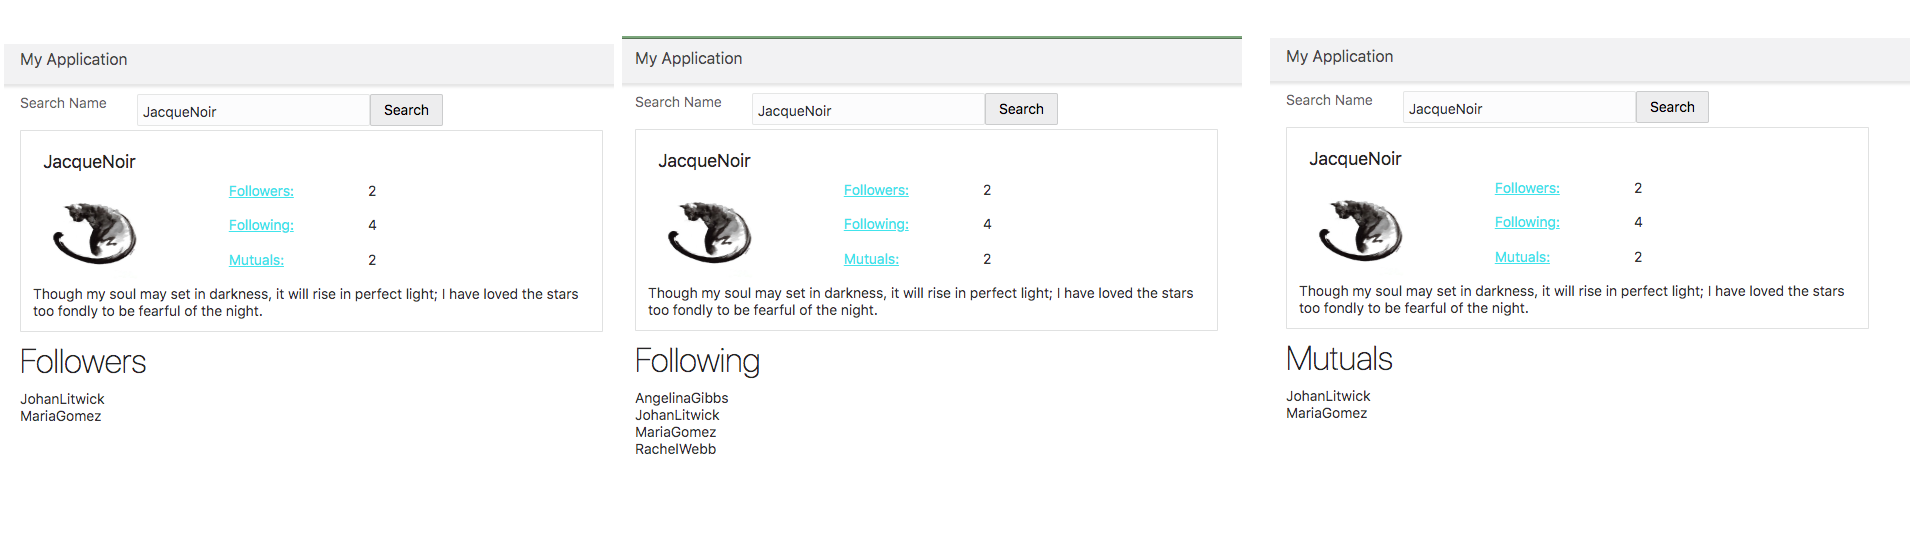 My Application
Search Name
JacqueNoir
Search
JacqueNoir
Followers: 2
Following: 4
Mutuals: 2
Though my soul may set in darkness, it will rise in perfect light; I have loved the stars
too fondly to be fearful of the night.
Followers
JohanLitwick
MariaGomez
My Application
Search Name
JacqueNoir
Search
JacqueNoir
Followers: 2
Following: 4
Mutuals: 2
Though my soul may set in darkness, it will rise in perfect light; I have loved the stars
too fondly to be fearful of the night.
Following
AngelinaGibbs
JohanLitwick
MariaGomez
RachelWebb
My Application
Search Name
JacqueNoir
Search
JacqueNoir
Followers: 2
Following: 4
Mutuals: 2
Though my soul may set in darkness, it will rise in perfect light; I have loved the stars
too fondly to be fearful of the night.
Mutuals
JohanLitwick
MariaGomez